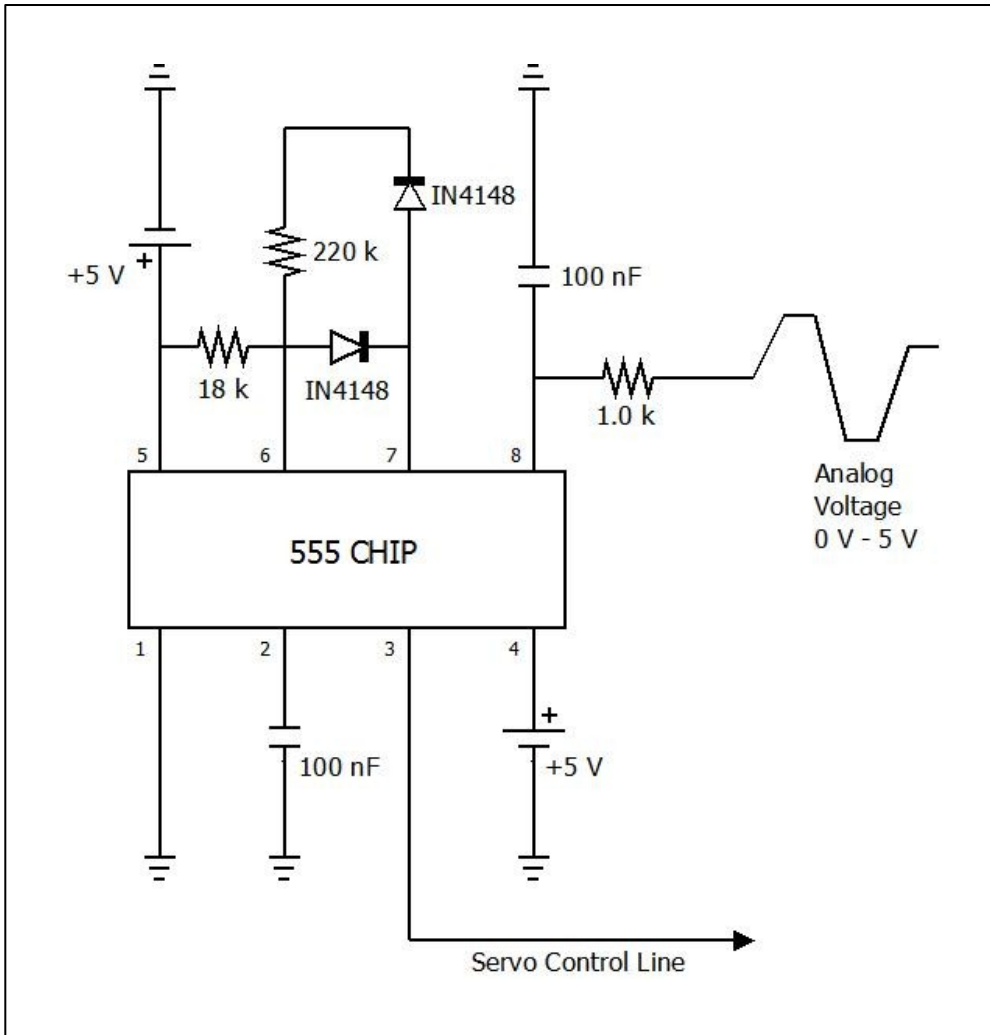 IN4148
220 k
+5 V
+
100 nF
18 k
IN4148
1.0 k
5
6
7
8
Analog
Voltage
0 V - 5 V
555 CHIP
1
2
3
4
+
100 nF
+5 V
Servo Control Line